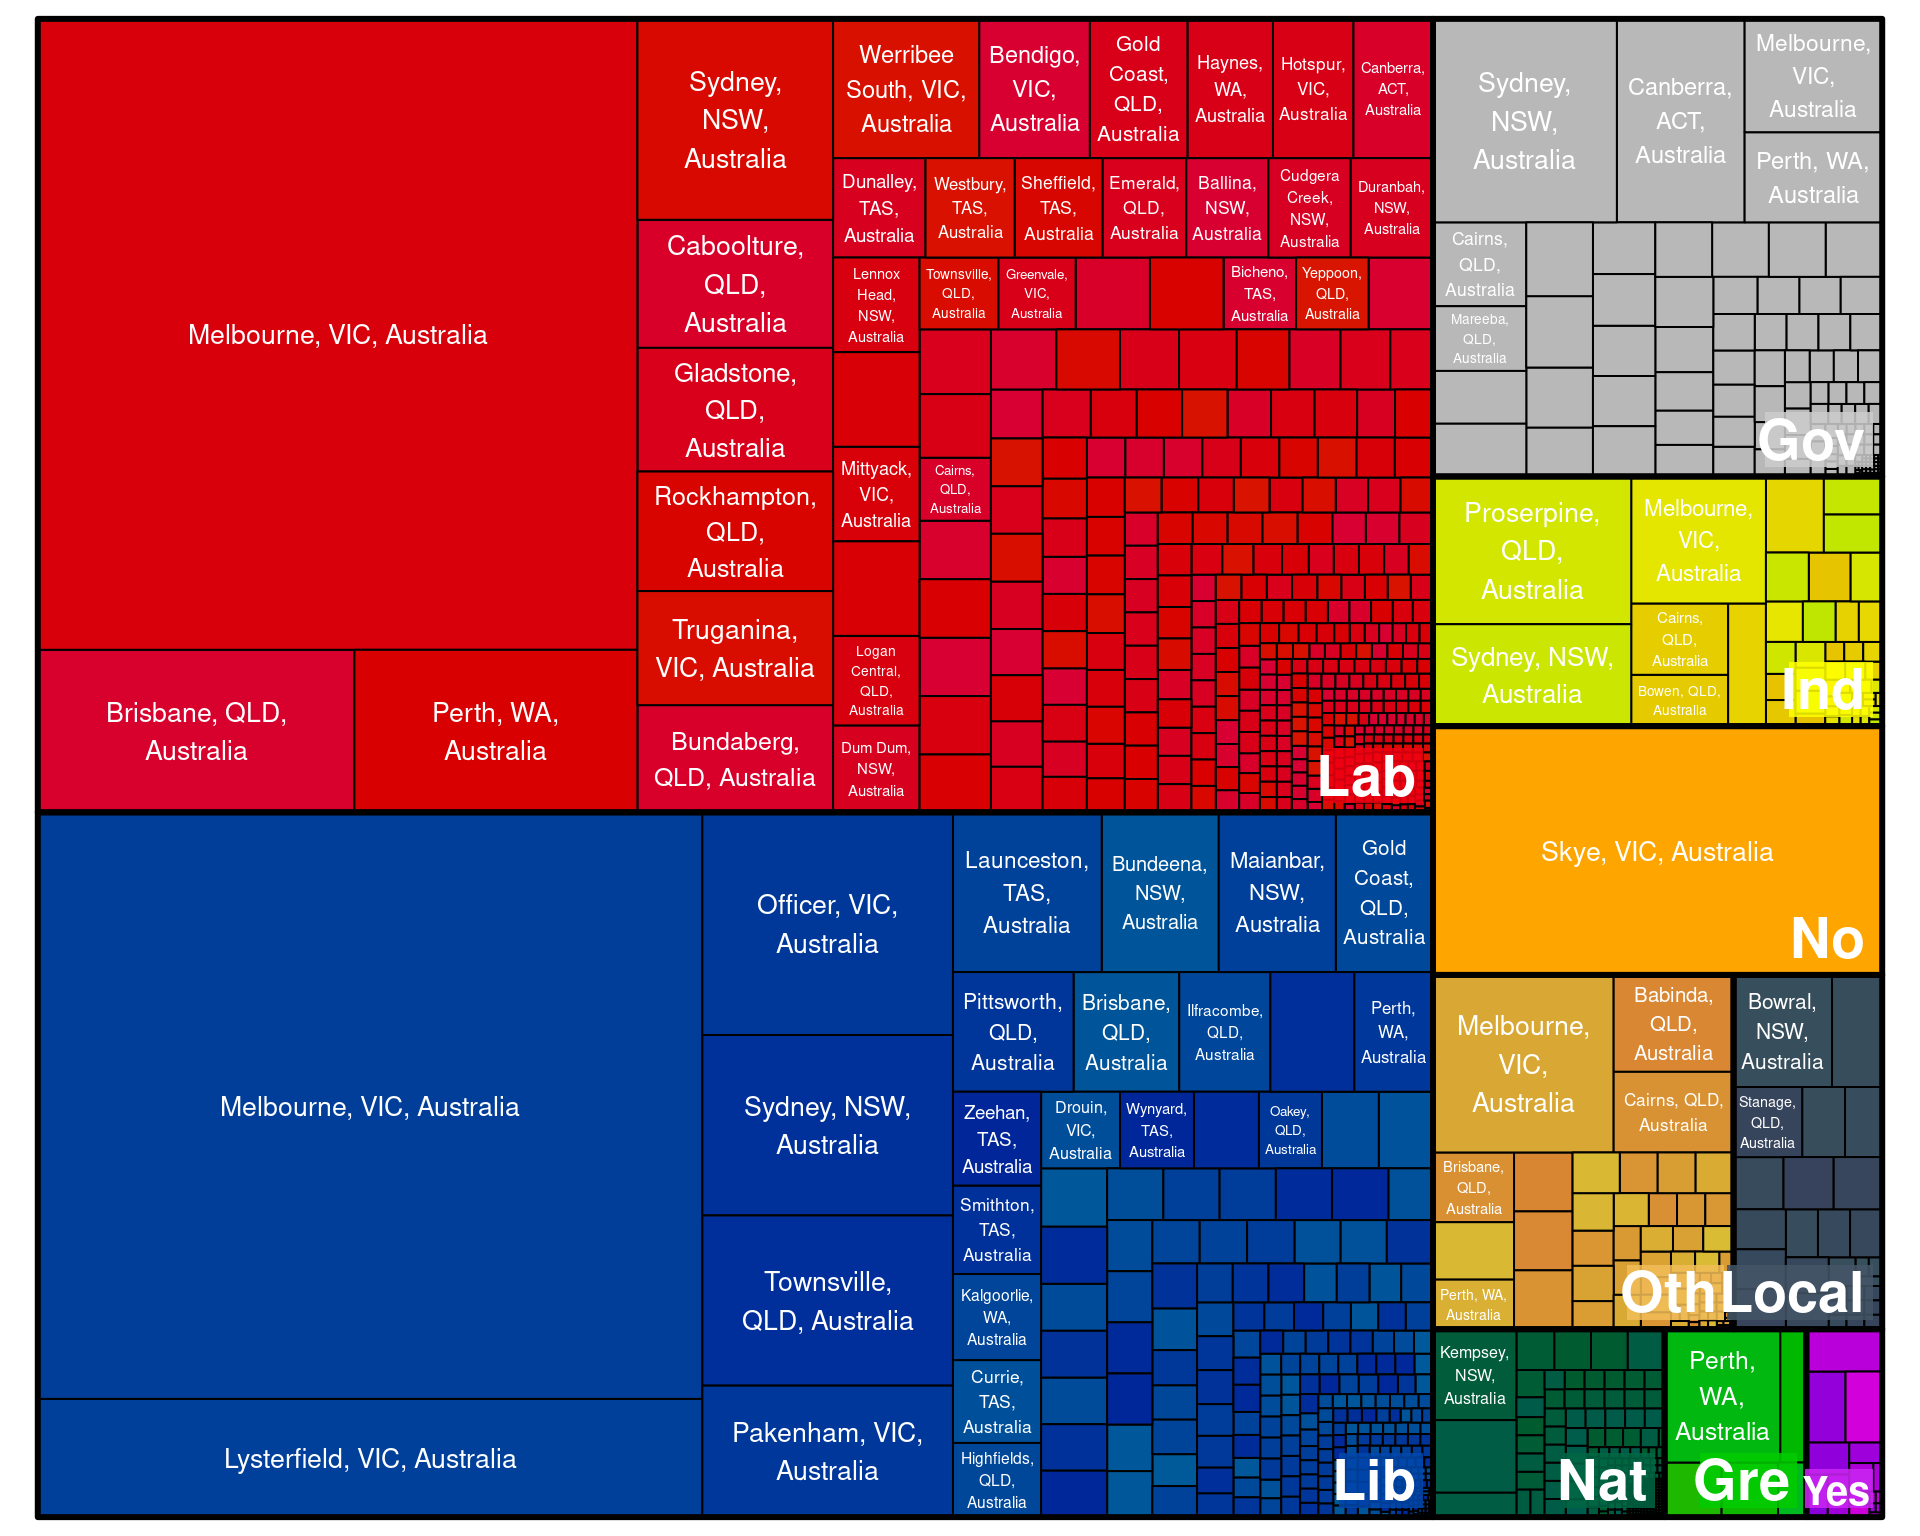 Melbourne, VIC, Australia
Brisbane, QLD,
Australia
Perth, WA,
Australia
Sydney,
NSW,
Australia
Caboolture,
QLD,
Australia
Gladstone,
QLD,
Australia
Rockhampton,
QLD,
Australia
Truganina,
VIC, Australia
Bundaberg,
QLD, Australia
Werribee
South, VIC,
Australia
Bendigo,
VIC,
Australia
Gold
Coast,
QLD,
Australia
Haynes,
WA,
Australia
Hotspur,
VIC,
Australia
Canberra,
ACT,
Australia
Dunalley,
TAS,
Australia
Westbury,
TAS,
Australia
Sheffield,
TAS,
Australia
Emerald,
QLD,
Australia
Ballina,
NSW,
Australia
Cudgera
Creek,
NSW,
Australia
Duranbah,
NSW,
Australia
Lennox
Head,
NSW,
Australia
Townsville,
QLD,
Australia
Greenvale,
VIC,
Australia
Bicheno,
TAS,
Australia
Yeppoon,
QLD,
Australia
Mittyack,
VIC,
Australia
Cairns,
QLD,
Australia
Logan
Central,
QLD,
Australia
Dum Dum,
NSW,
Australia
Lab
Melbourne, VIC, Australia
Lysterfield, VIC, Australia
Officer, VIC,
Australia
Sydney, NSW,
Australia
Townsville,
QLD, Australia
Pakenham, VIC,
Australia
Launceston,
TAS,
Australia
Bundeena,
NSW,
Australia
Maianbar,
NSW,
Australia
Gold
Coast,
QLD,
Australia
Pittsworth,
QLD,
Australia
Brisbane,
QLD,
Australia
Ilfracombe,
QLD,
Australia
Perth,
WA,
Australia
Zeehan,
TAS,
Australia
Drouin,
VIC,
Australia
Wynyard,
TAS,
Australia
Oakey,
QLD,
Australia
Smithton,
TAS,
Australia
Kalgoorlie,
WA,
Australia
Currie,
TAS,
Australia
Highfields,
QLD,
Australia
Lib
Sydney,
NSW,
Australia
Canberra,
ACT,
Australia
Melbourne,
VIC,
Australia
Perth, WA,
Australia
Cairns,
QLD,
Australia
Mareeba,
QLD,
Australia
Gov
Proserpine,
QLD,
Australia
Sydney, NSW,
Australia
Melbourne,
VIC,
Australia
Cairns,
QLD,
Australia
Bowen, QLD,
Australia
Ind
Skye, VIC, Australia
No
Melbourne,
VIC,
Australia
Babinda,
QLD,
Australia
Cairns, QLD,
Australia
Brisbane,
QLD,
Australia
Perth, WA,
Australia
Oth
Bowral,
NSW,
Australia
Stanage,
QLD,
Australia
Local
Kempsey,
NSW,
Australia
Nat
Perth,
WA,
Australia
Gre
Yes